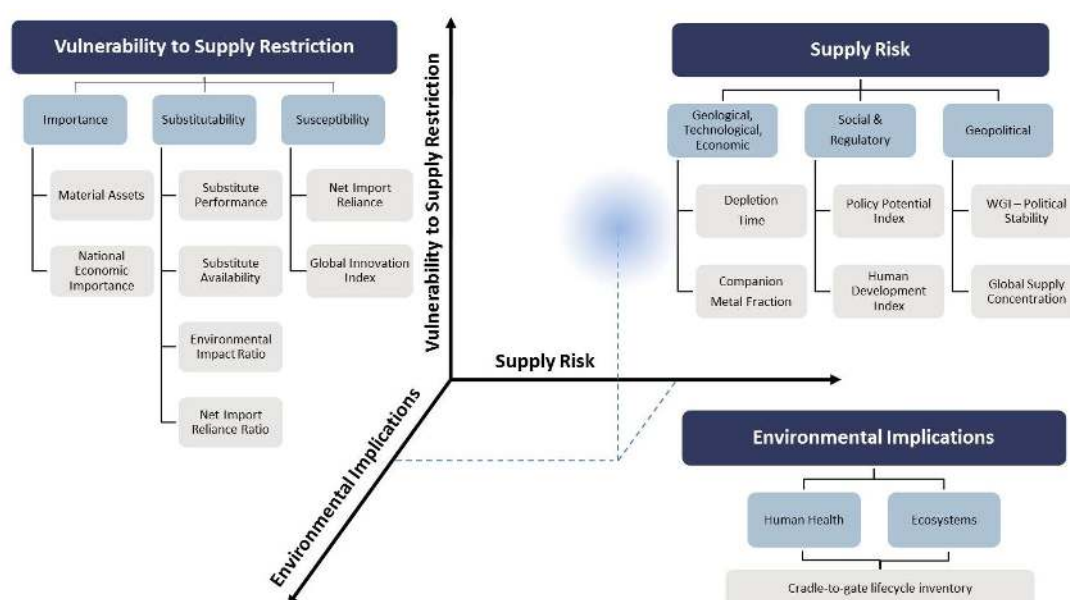 Vulnerability to Supply Restriction
Importance
Substitutability
Susceptibility
Material Assets
Substitute
Performance
Net Import
Reliance
National
Economic
Importance
Substitute
Availability
Global Innovation
Index
Environmental
Impact Ratio
Net Import
Reliance Ratio
Vulnerability to Supply Restriction
Supply Risk
Environmental Implications
Supply Risk
Geological,
Technological,
Economic
Social &
Regulatory
Geopolitical
Depletion
Time
Policy Potential
Index
WGI – Political
Stability
Companion
Metal Fraction
Human
Development
Index
Global Supply
Concentration
Environmental Implications
Human Health
Ecosystems
Cradle-to-gate lifecycle inventory